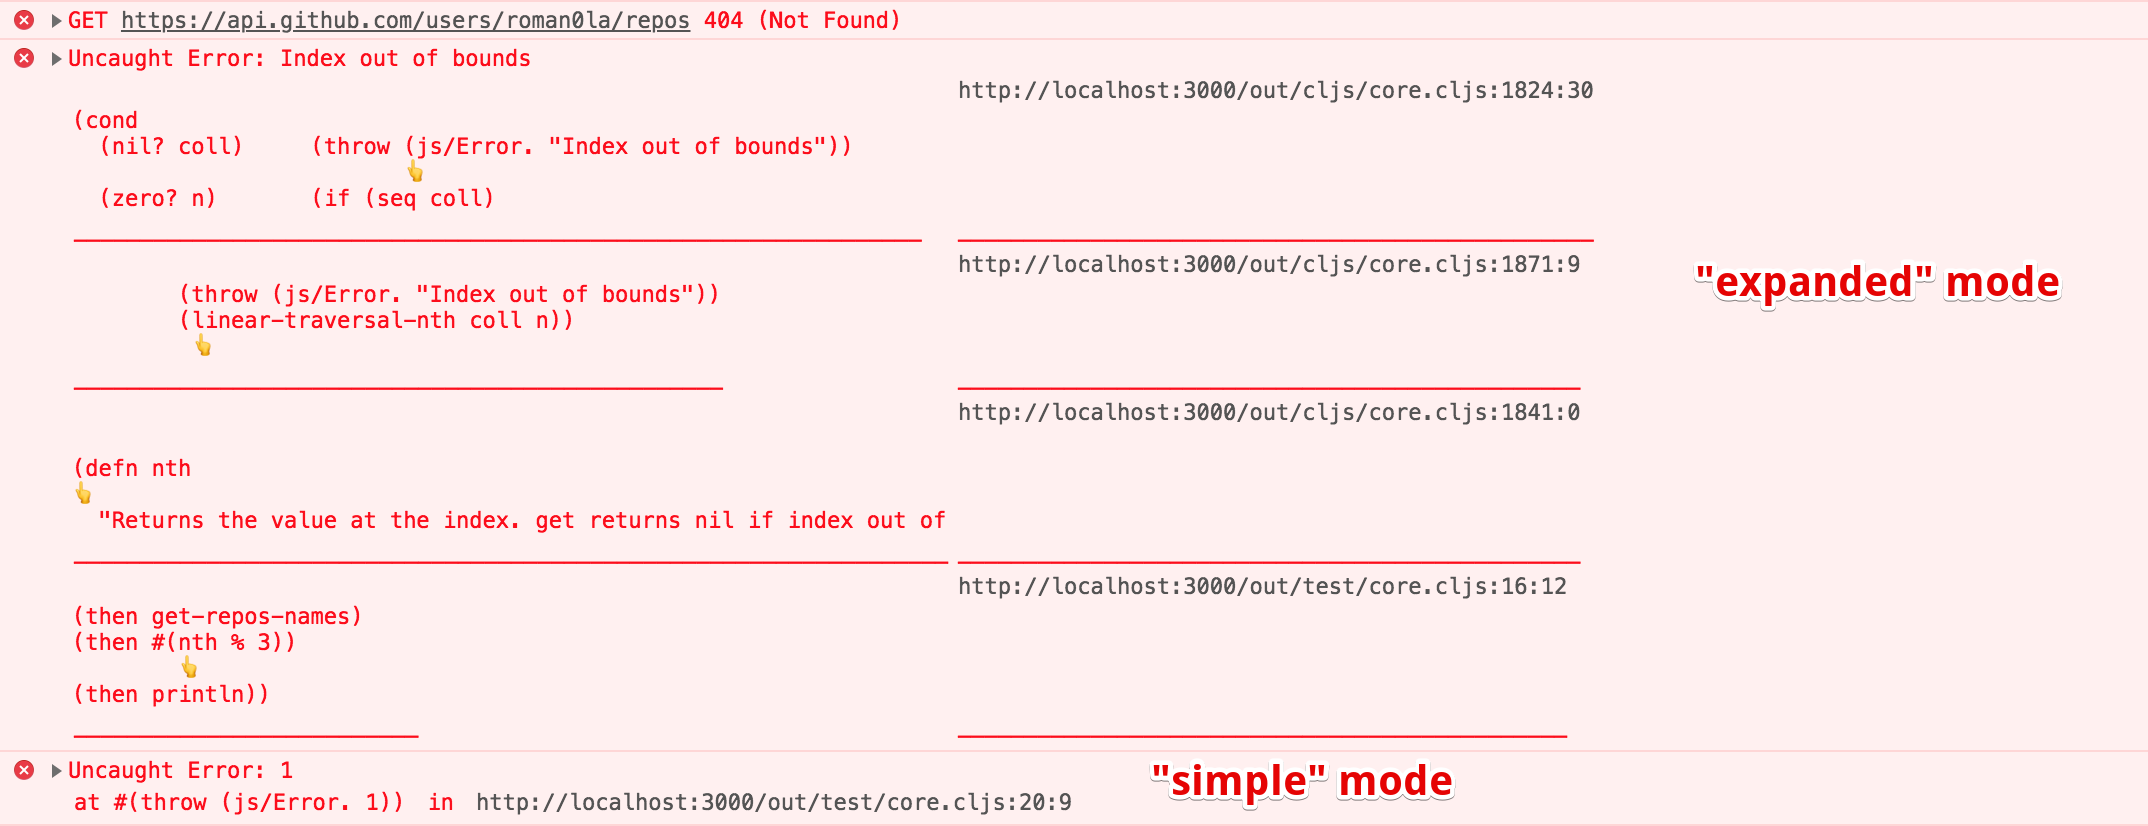 GET https://api.github.com/users/roman0la/repos 404 (Not Found)
Uncaught Error: Index out of bounds
http://localhost:3000/out/cljs/core.cljs:1824:30
(cond
(nil? coll) (throw (js/Error. "Index out of bounds"))
(zero? n) (if (seq coll)
http://localhost:3000/out/cljs/core.cljs:1871:9
"expanded" mode
(throw (js/Error. "Index out of bounds"))
(linear-traversal-nth coll n))
http://localhost:3000/out/cljs/core.cljs:1841:0
(defn nth
"Returns the value at the index. get returns nil if index out of
http://localhost:3000/out/test/core.cljs:16:12
(then get-repos-names)
(then #(nth % 3))
(then println))
Uncaught Error: 1
"simple" mode
at #(throw (js/Error. 1)) in http://localhost:3000/out/test/core.cljs:20:9